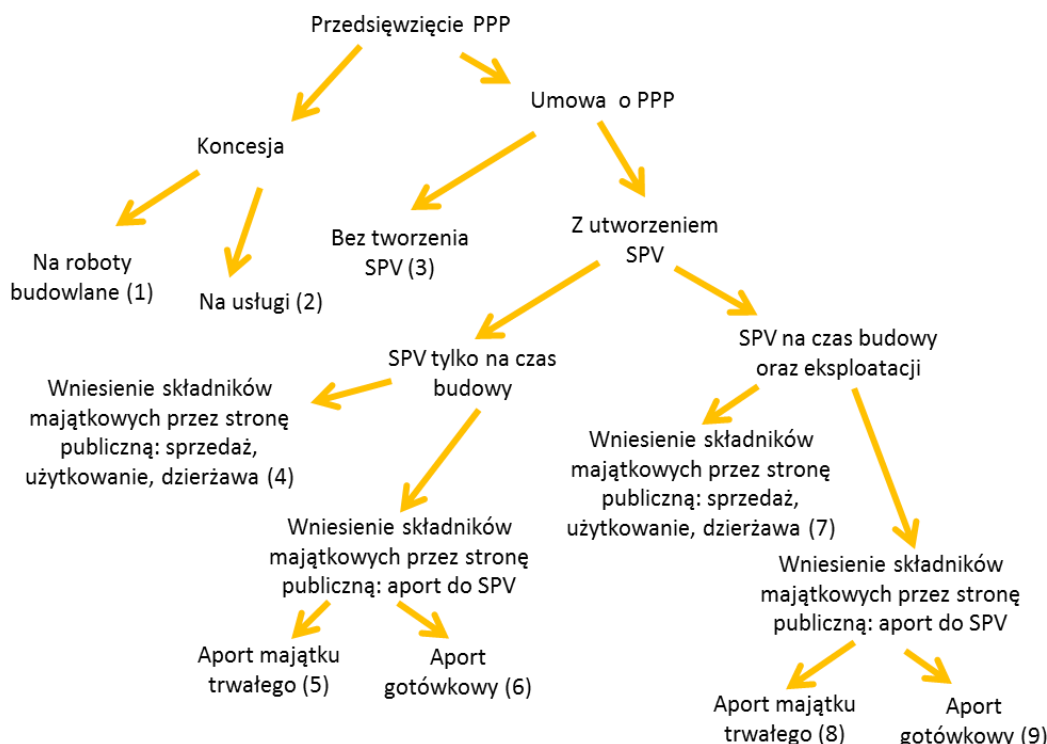 Przedsięwzięcie PPP
Umowa o PPP
Koncesja
Na roboty
budowlane (1)
Na usługi (2)
Bez tworzenia
SPV (3)
Z utworzeniem
SPV
SPV tylko na czas
budowy
SPV na czas budowy
oraz eksploatacji
Wniesienie składników
majątkowych przez stronę
publiczną: sprzedaż,
użytkowanie, dzierżawa (4)
Wniesienie składników
majątkowych przez stronę
publiczną: sprzedaż,
użytkowanie, dzierżawa (7)
Wniesienie składników
majątkowych przez stronę
publiczną: aport do SPV
Wniesienie składników
majątkowych przez stronę
publiczną: aport do SPV
Aport majątku
trwałego (5)
Aport
gotówkowy (6)
Aport majątku
trwałego (8)
Aport
gotówkowy (9)